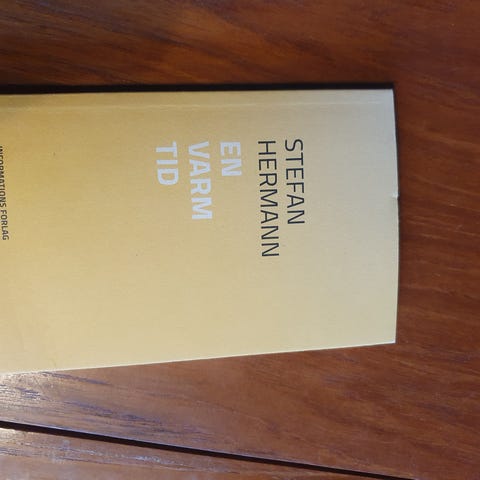 STEFAN
HERMANN
EN
VARM
TID
INFORMATIONS FORLAG